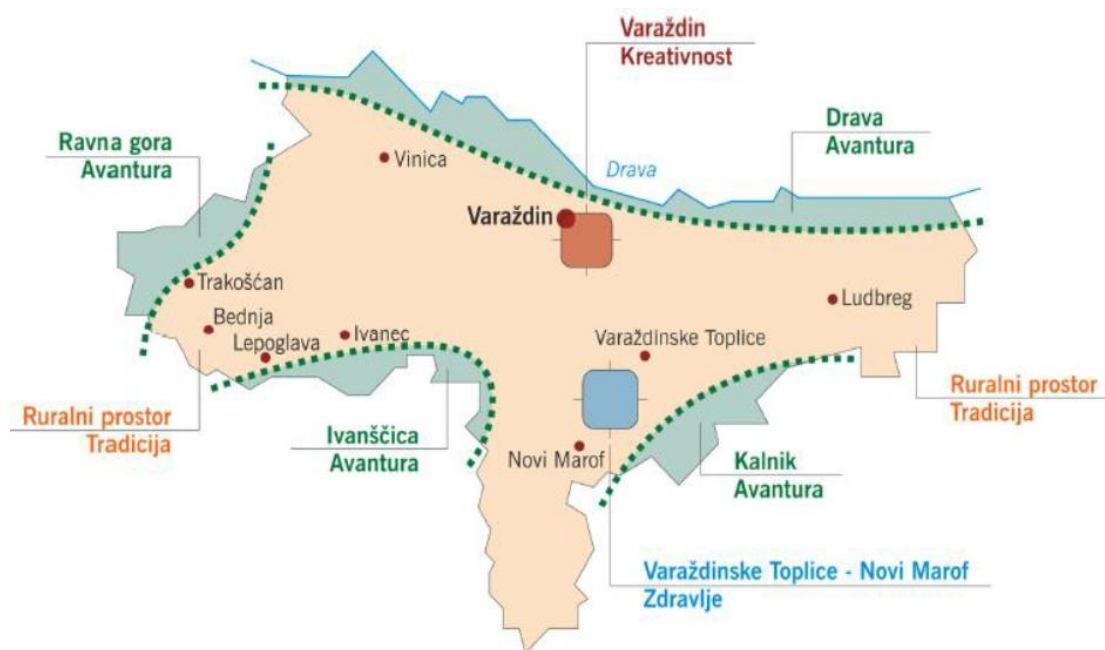 Varaždin
Kreativnost
Ravna gora
Avantura
Drava
Avantura
Vinica
Drava
Varaždin
Trakošćan
Ludbreg
Bednja
Ivanec
Lepoglava
Varaždinske Toplice
Ruralni prostor
Tradicija
Ruralni prostor
Tradicija
Ivanščica
Avantura
Novi Marof
Kalnik
Avantura
Varaždinske Toplice - Novi Marof
Zdravlje